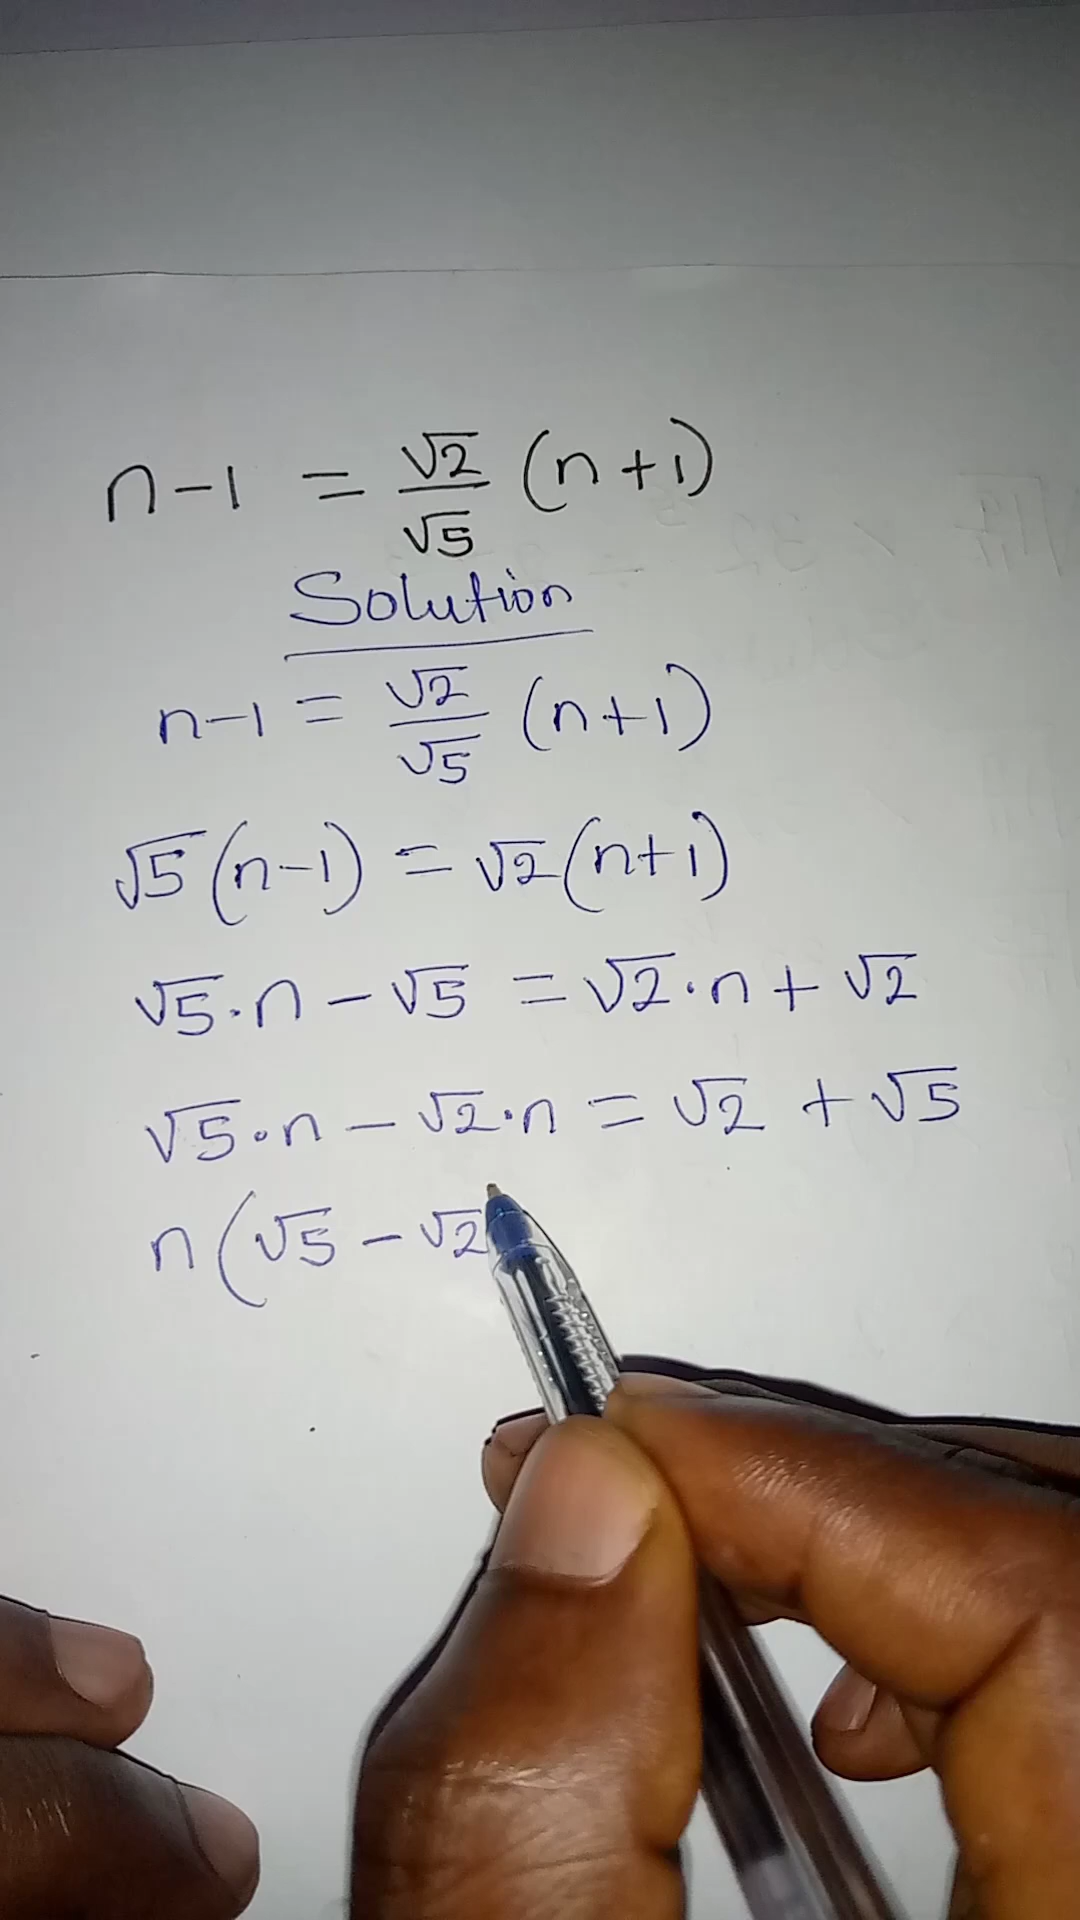 n-1 = √2/√5 (n+1)
Solution
n-1 = √2/√5 (n+1)
√5(n-1) = √2(n+1)
√5·n - √5 = √2·n + √2
√5·n - √2·n = √2 + √5
n(√5 - √2